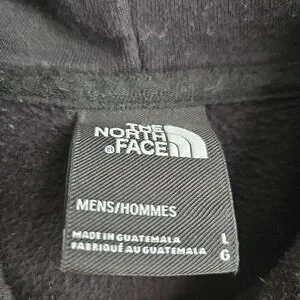 THE
NORTH
FACE
MENS/HOMMES
MADE IN GUATEMALA L
FABRIQUÉ AU GUATEMALA G